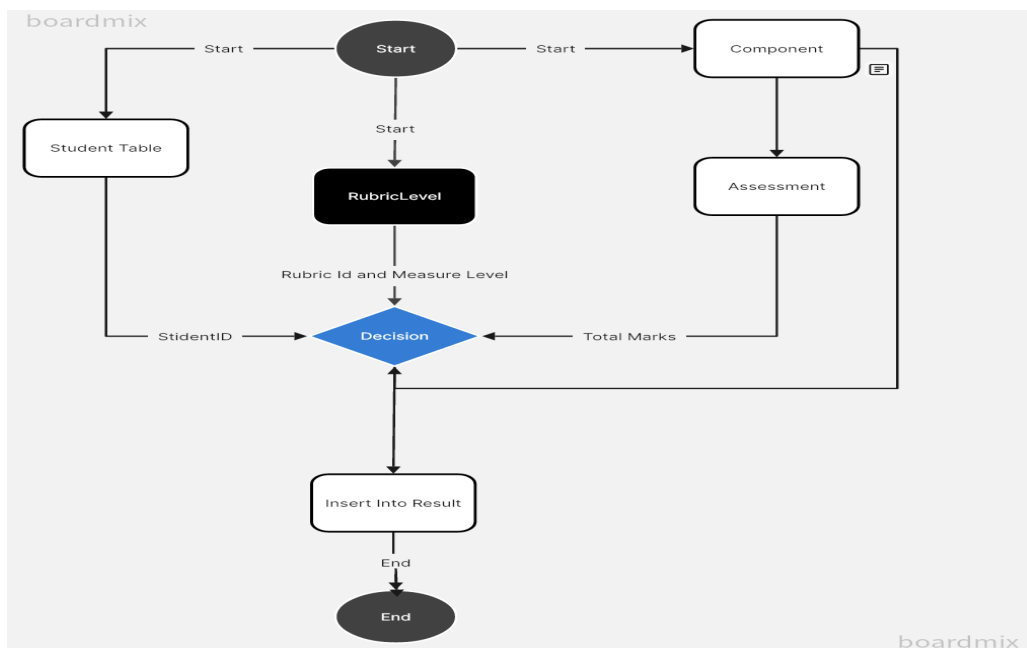 boardmix
Start
Start
Start
Component
Start
Student Table
Assessment
RubricLevel
Rubric Id and Measure Level
StidentID
Decision
Total Marks
Insert Into Result
End
End
boardmix